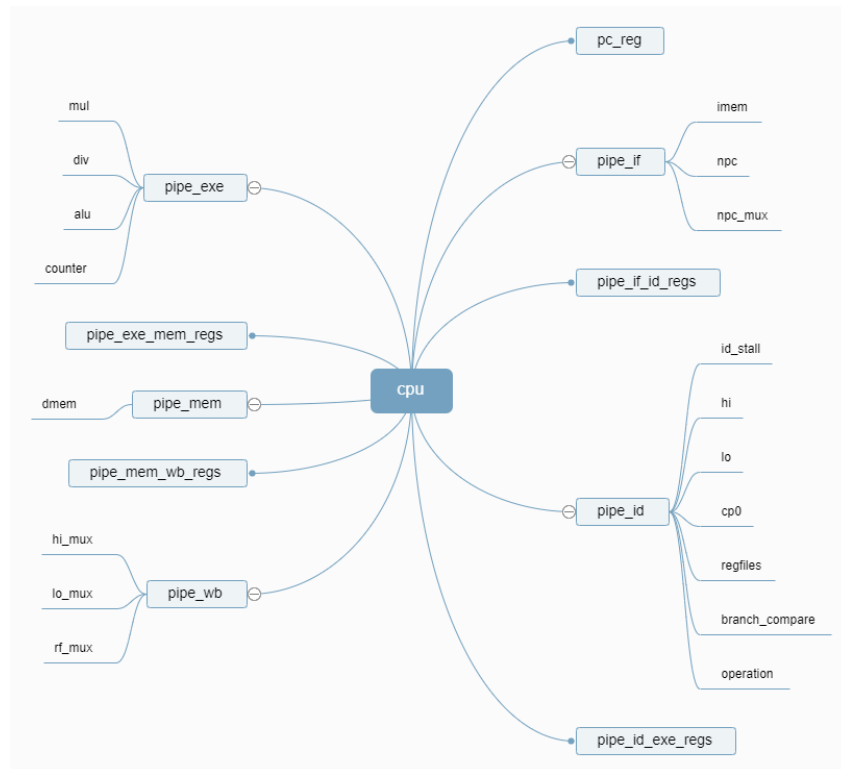 pc_reg
mul
imem
pipe_if
npc
div
pipe_exe
alu
npc_mux
counter
pipe_if_id_regs
pipe_exe_mem_regs
id_stall
cpu
dmem
pipe_mem
hi
lo
pipe_mem_wb_regs
pipe_id
cp0
hi_mux
regfiles
lo_mux
pipe_wb
branch_compare
rf_mux
operation
pipe_id_exe_regs